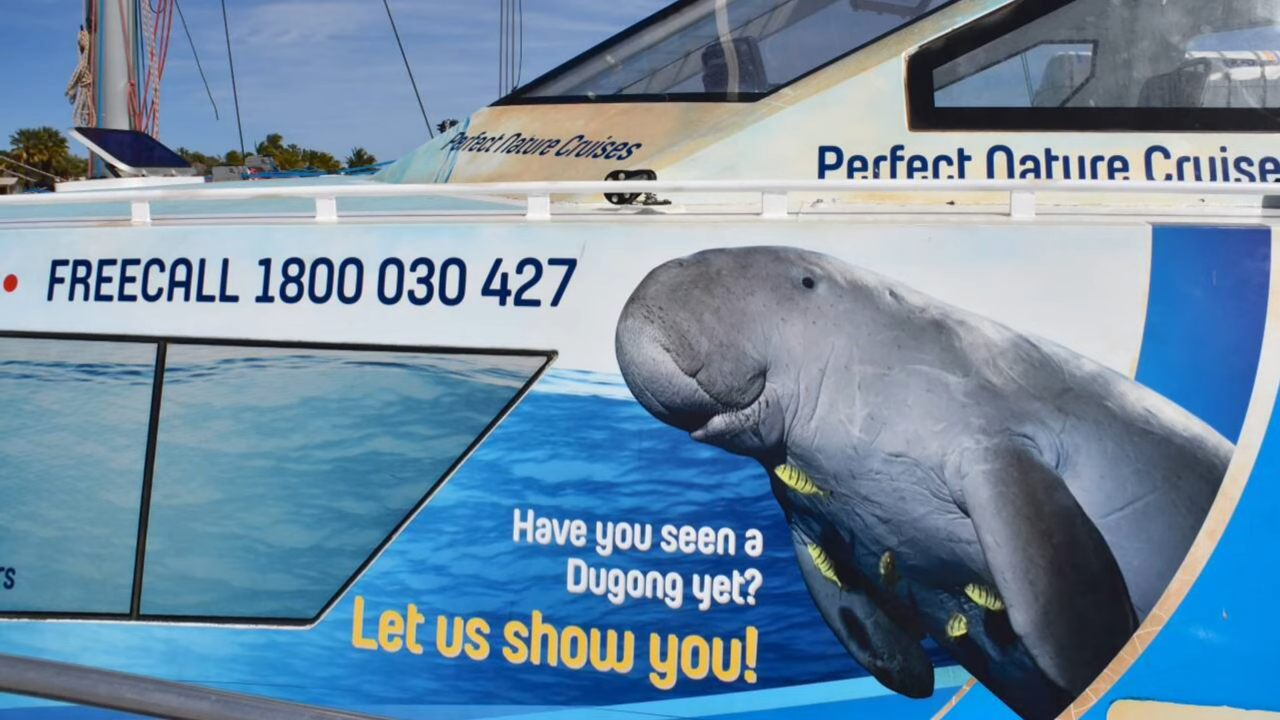 Perfect Nature Cruises
Perfect Nature Cruise
FREECALL 1800 030 427
rs
Have you seen a
Dugong yet?
Let us show you!